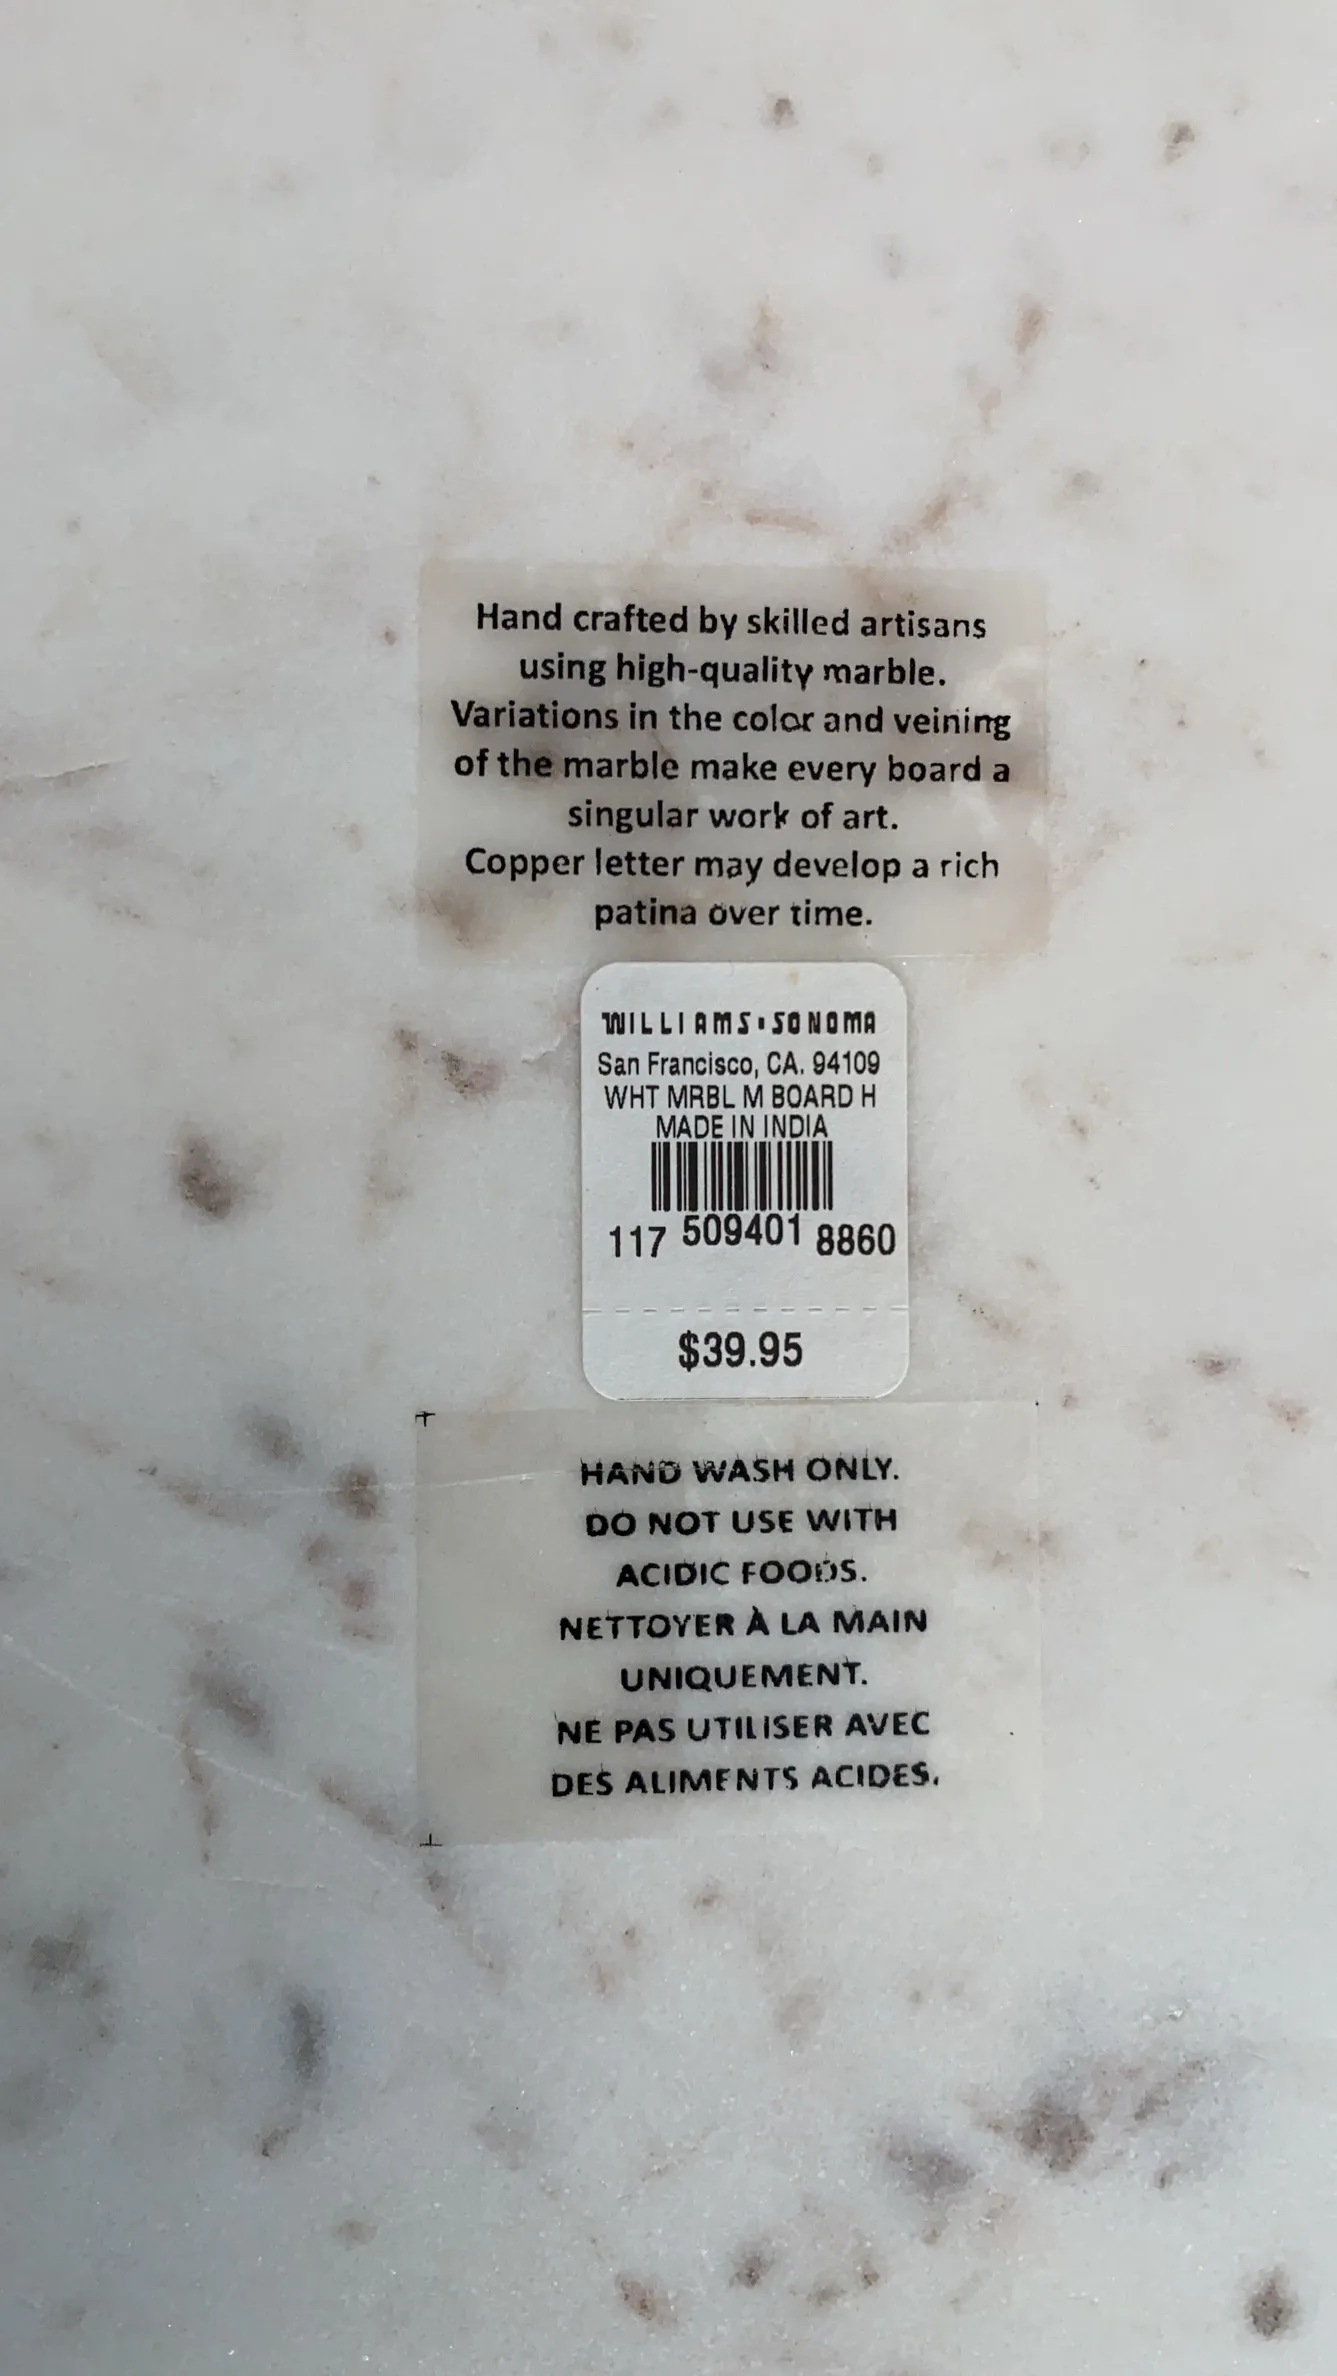 Hand crafted by skilled artisans
using high-quality marble.
Variations in the color and veining
of the marble make every board a
singular work of art.
Copper letter may develop a rich
patina over time.
WILLIAMS·SONOMA
San Francisco, CA. 94109
WHT MRBL M BOARD H
MADE IN INDIA
117 509401 8860
$39.95
HAND WASH ONLY.
DO NOT USE WITH
ACIDIC FOODS.
NETTOYER À LA MAIN
UNIQUEMENT.
NE PAS UTILISER AVEC
DES ALIMENTS ACIDES.